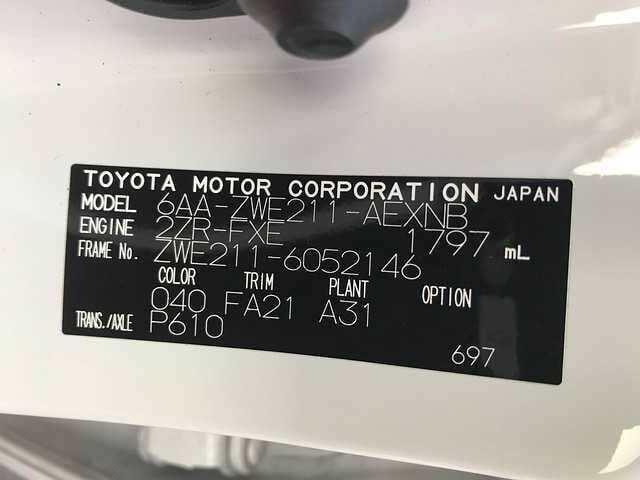 TOYOTA MOTOR CORPORATION JAPAN
MODEL 6AA-ZWE211-AEXNB
ENGINE 2ZR-FXE 1797 mL
FRAME No. ZWE211-6052146
COLOR TRIM PLANT OPTION
040 FA21 A31
TRANS./AXLE P610
697